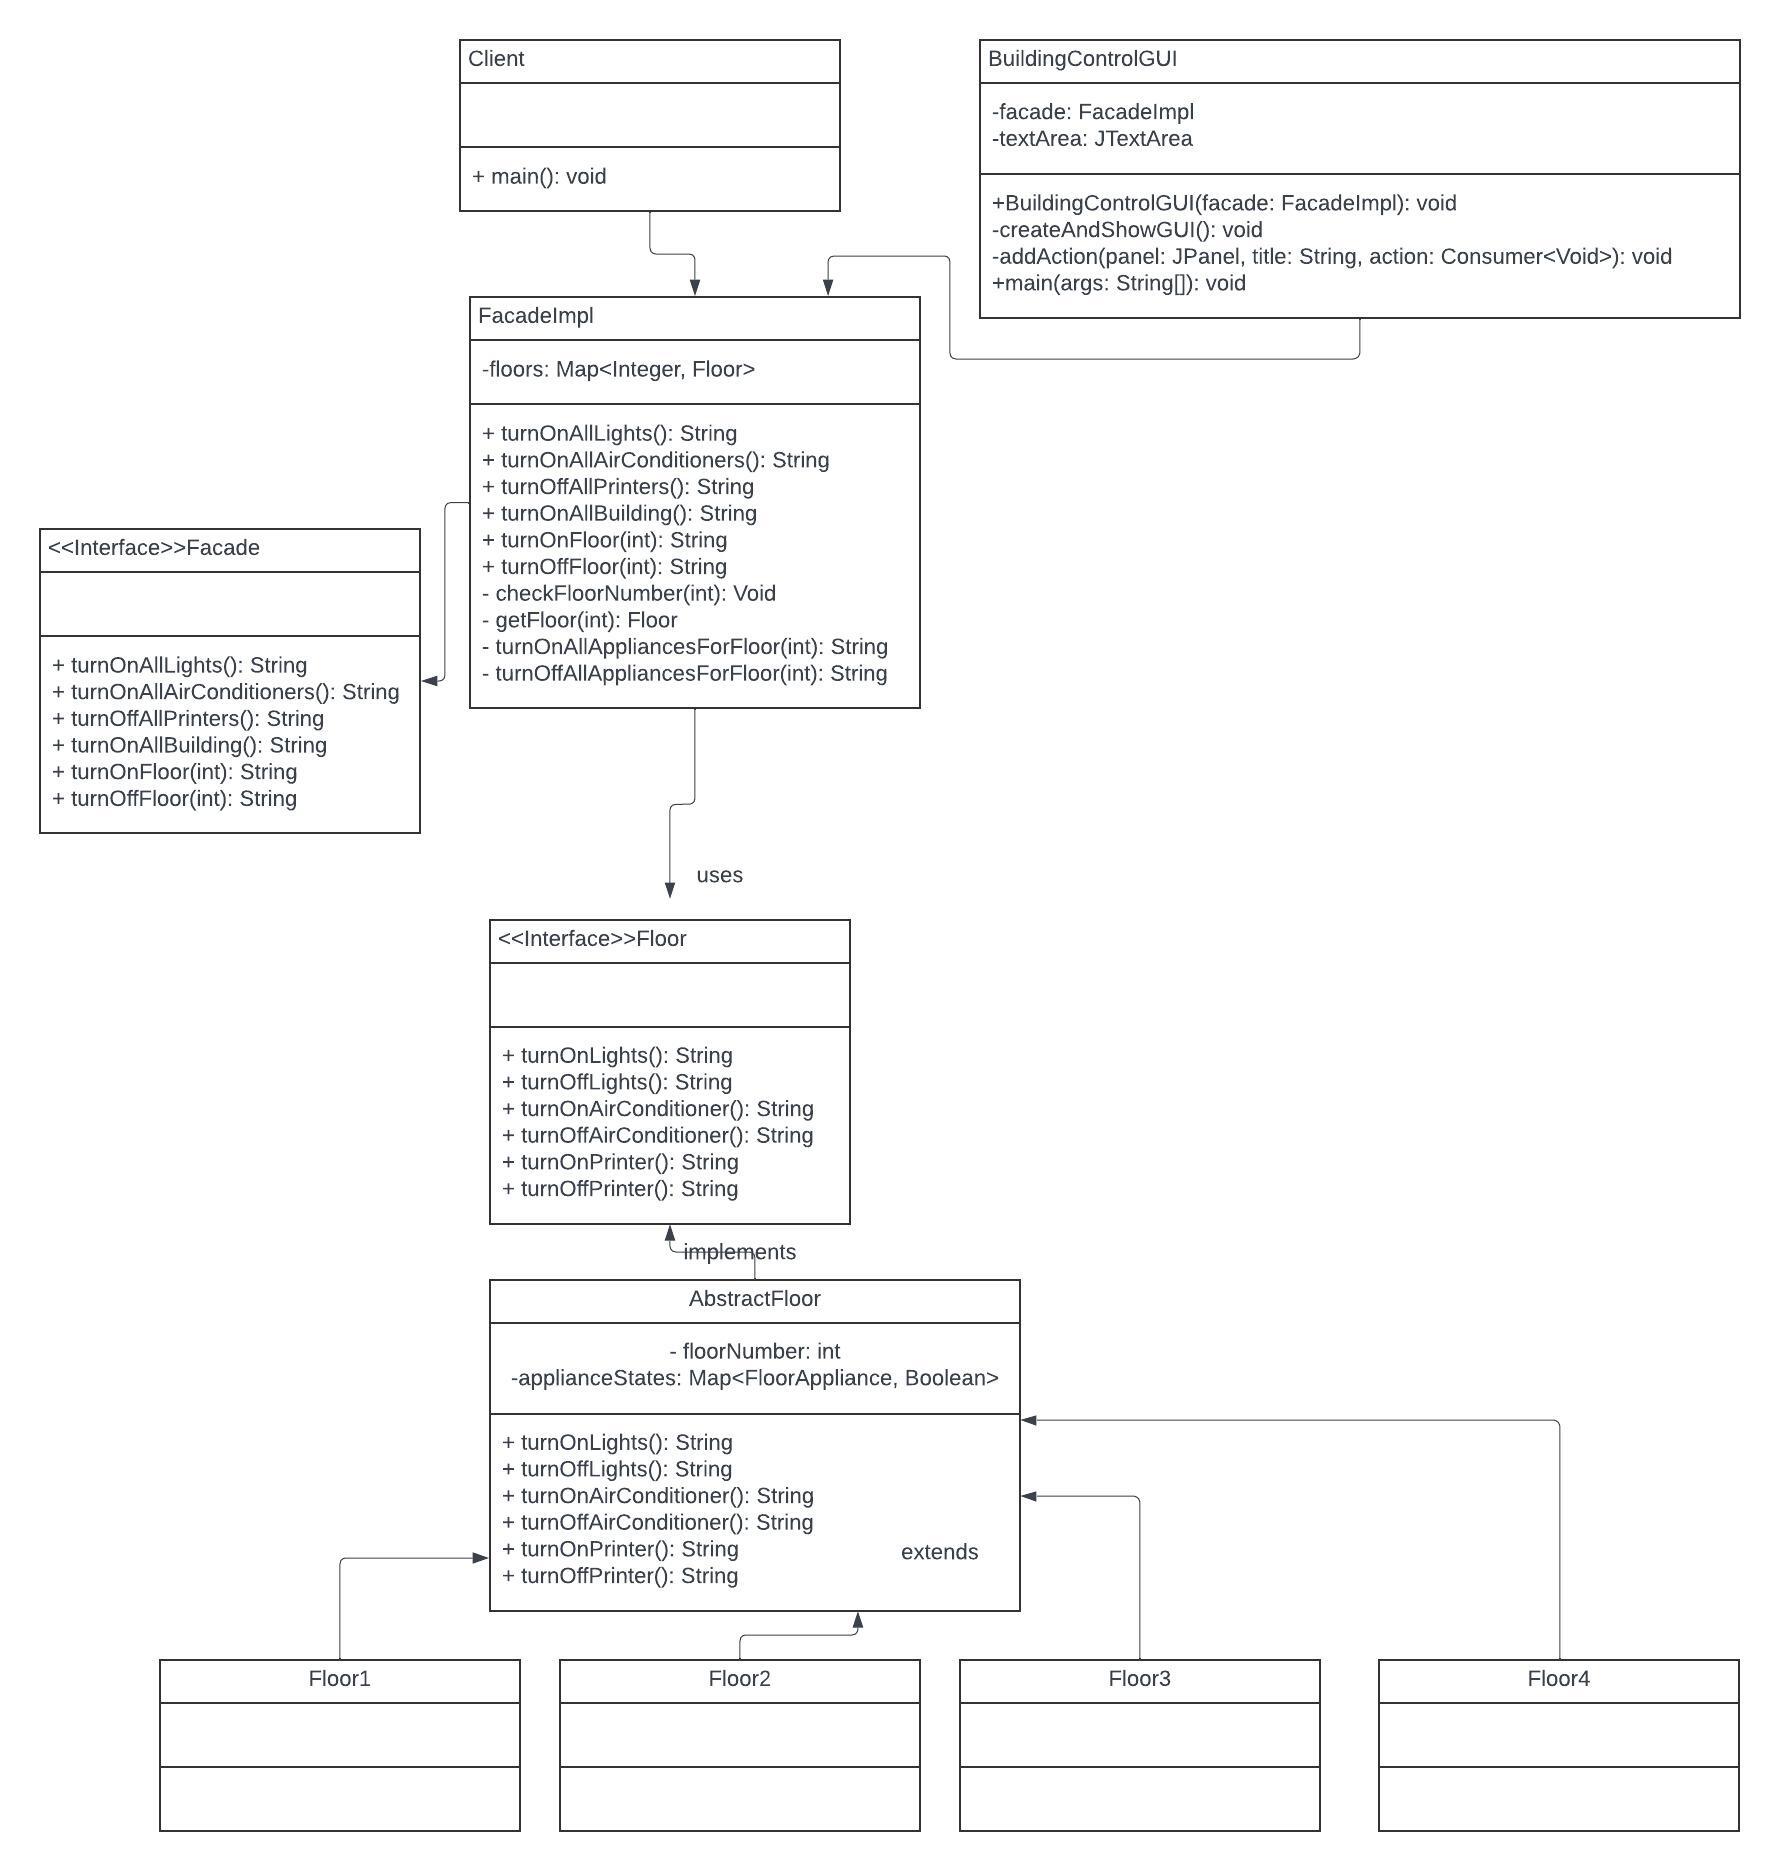 Client
+ main(): void
BuildingControlGUI
-facade: FacadeImpl
-textArea: JTextArea
+BuildingControlGUI(facade: FacadeImpl): void
-createAndShowGUI(): void
-addAction(panel: JPanel, title: String, action: Consumer<Void>): void
+main(args: String[]): void
FacadeImpl
-floors: Map<Integer, Floor>
+ turnOnAllLights(): String
+ turnOnAllAirConditioners(): String
+ turnOffAllPrinters(): String
+ turnOnAllBuilding(): String
+ turnOnFloor(int): String
+ turnOffFloor(int): String
- checkFloorNumber(int): Void
- getFloor(int): Floor
- turnOnAllAppliancesForFloor(int): String
- turnOffAllAppliancesForFloor(int): String
<<Interface>>Facade
+ turnOnAllLights(): String
+ turnOnAllAirConditioners(): String
+ turnOffAllPrinters(): String
+ turnOnAllBuilding(): String
+ turnOnFloor(int): String
+ turnOffFloor(int): String
uses
<<Interface>>Floor
+ turnOnLights(): String
+ turnOffLights(): String
+ turnOnAirConditioner(): String
+ turnOffAirConditioner(): String
+ turnOnPrinter(): String
+ turnOffPrinter(): String
implements
AbstractFloor
- floorNumber: int
-applianceStates: Map<FloorAppliance, Boolean>
+ turnOnLights(): String
+ turnOffLights(): String
+ turnOnAirConditioner(): String
+ turnOffAirConditioner(): String
+ turnOnPrinter(): String
+ turnOffPrinter(): String
extends
Floor1
Floor2
Floor3
Floor4